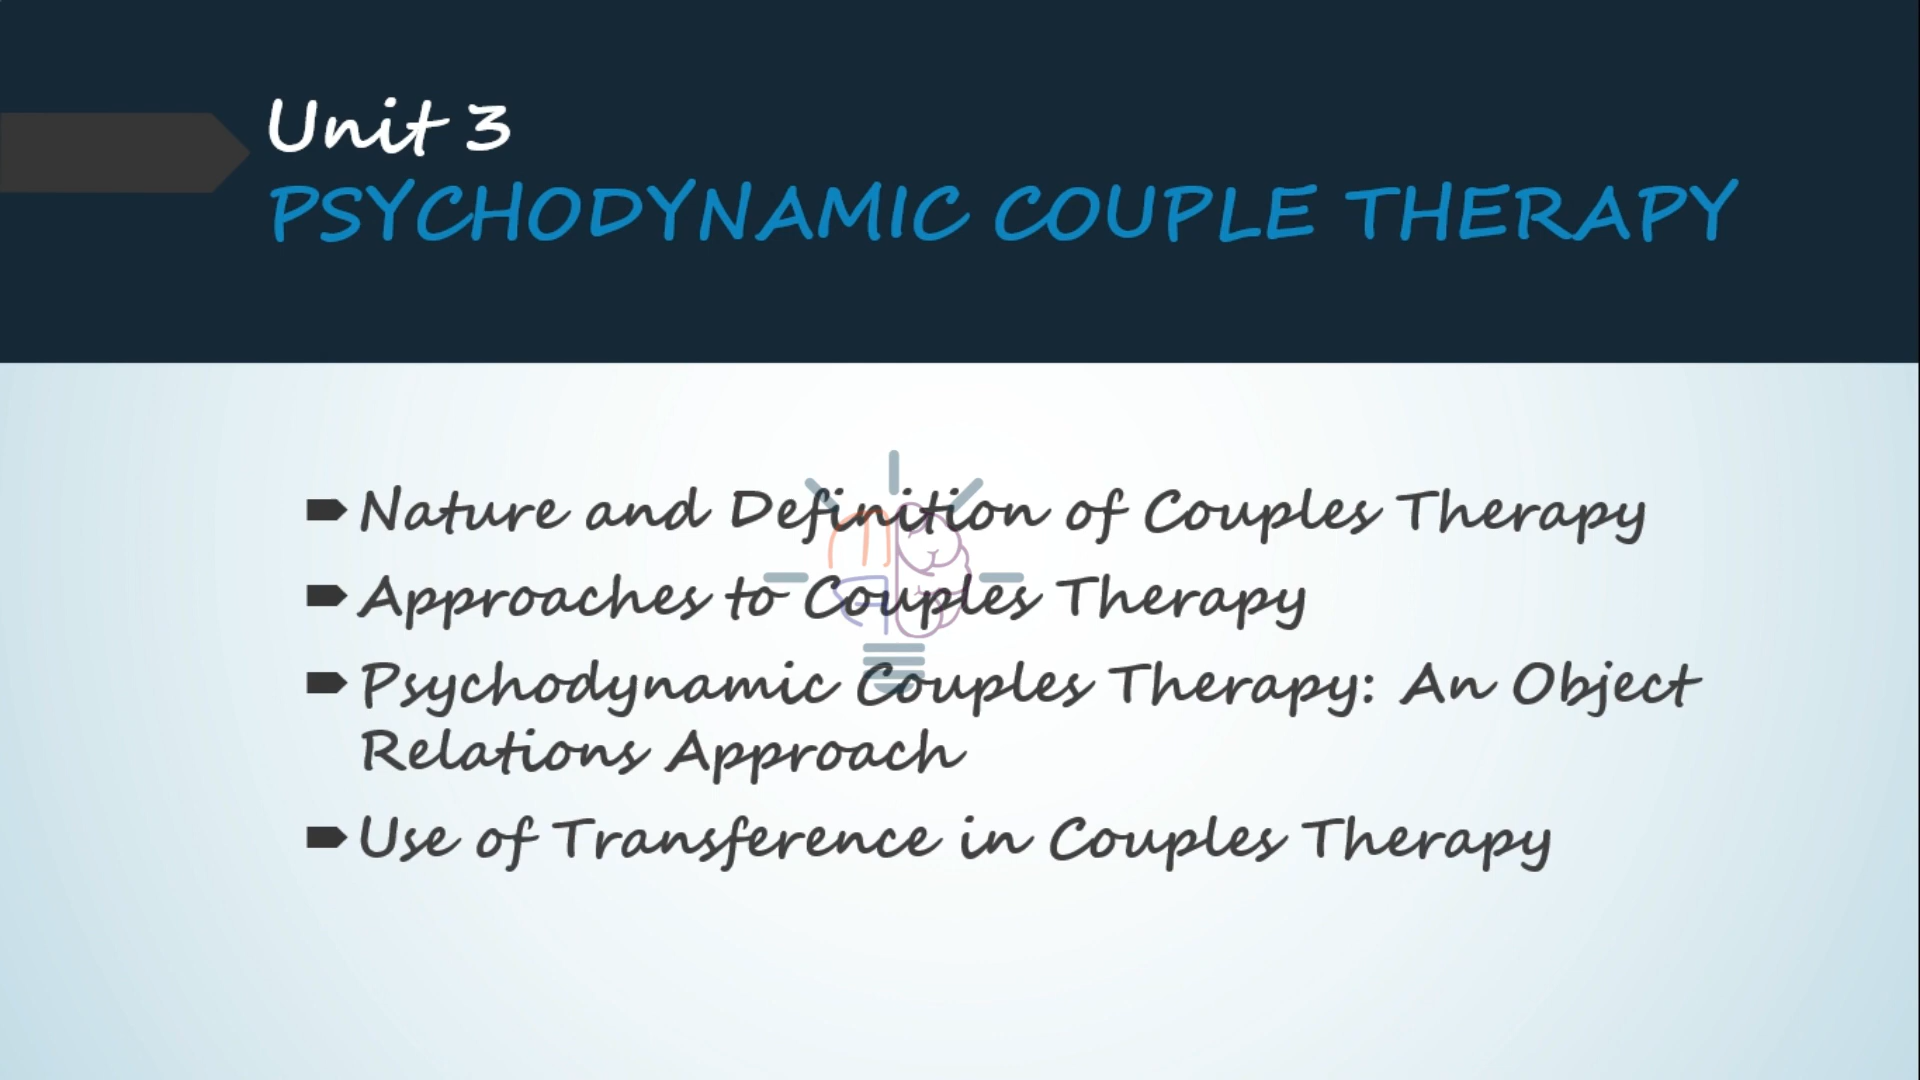 Unit 3
PSYCHODYNAMIC COUPLE THERAPY
Nature and Definition of Couples Therapy
Approaches to Couples Therapy
Psychodynamic Couples Therapy: An Object
Relations Approach
Use of Transference in Couples Therapy